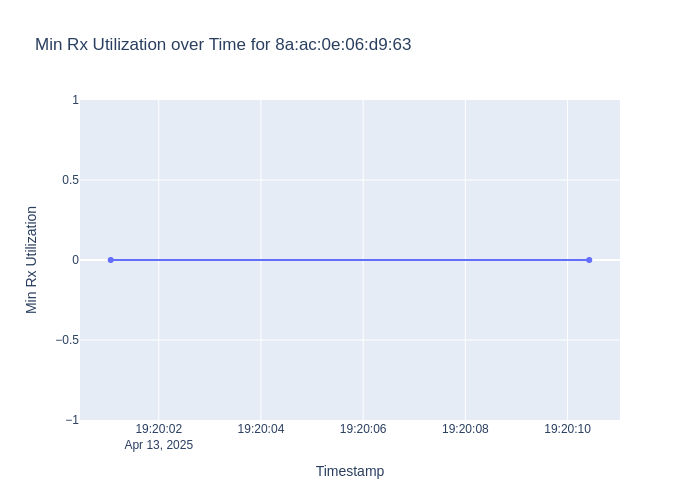 Min Rx Utilization over Time for 8a:ac:0e:06:d9:63
1
0.5
0
−0.5
−1
Min Rx Utilization
19:20:02
Apr 13, 2025
19:20:04
19:20:06
19:20:08
19:20:10
Timestamp